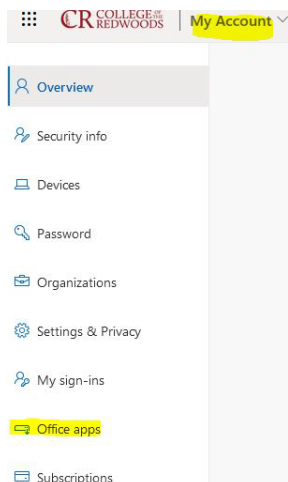 CR COLLEGE OF THE REDWOODS
My Account
Overview
Security info
Devices
Password
Organizations
Settings & Privacy
My sign-ins
Office apps
Subscriptions